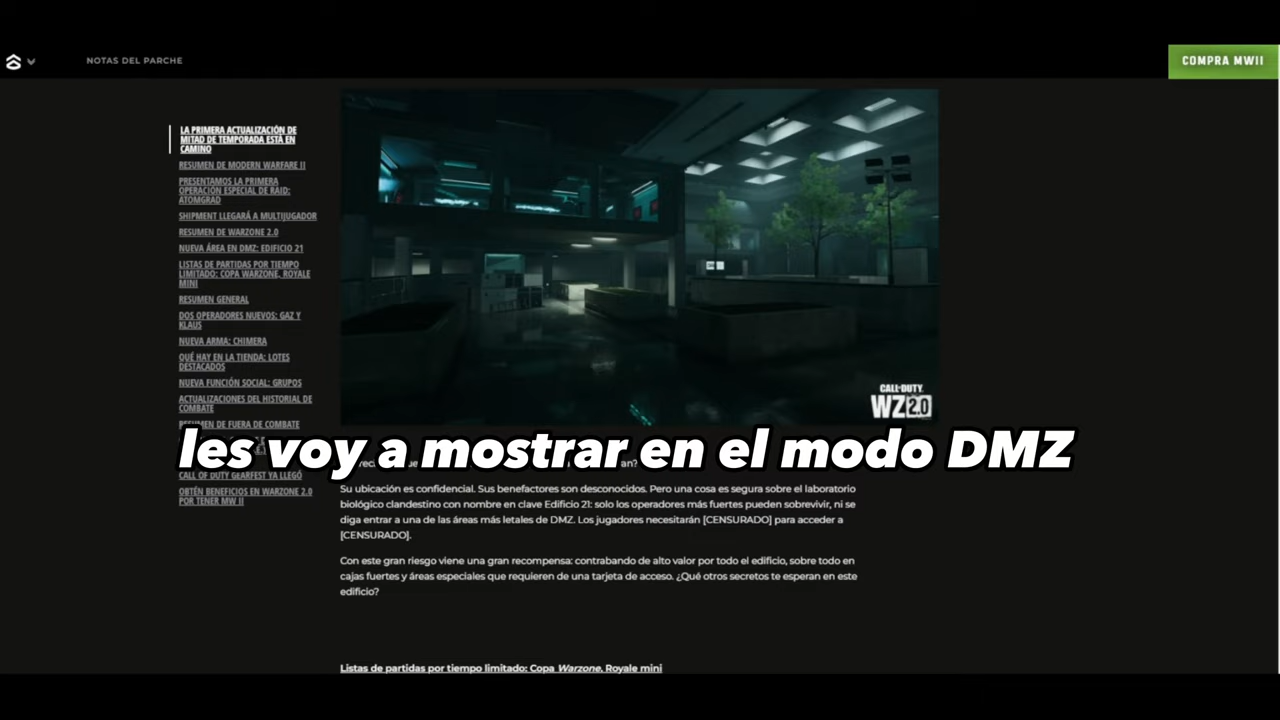 NOTAS DEL PARCHE
COMPRA MWII
LA PRIMERA ACTUALIZACIÓN DE
MITAD DE TEMPORADA ESTÁ EN
CAMINO
RESUMEN DE MODERN WARFARE II
PRESENTAMOS LA PRIMERA
OPERACIÓN ESPECIAL DE RAID:
ATOMGRAD
SHIPMENT LLEGARÁ A MULTIJUGADOR
RESUMEN DE WARZONE 2.0
NUEVA ÁREA EN DMZ: EDIFICIO 21
LISTAS DE PARTIDAS POR TIEMPO
LIMITADO: COPA WARZONE, ROYALE
MINI
RESUMEN GENERAL
DOS OPERADORES NUEVOS: GAZ Y
KLAUS
NUEVA ARMA: CHIMERA
QUÉ HAY EN LA TIENDA: LOTES
DESTACADOS
NUEVA FUNCIÓN SOCIAL: GRUPOS
ACTUALIZACIONES DEL HISTORIAL DE
COMBATE
RESUMEN DE FUERA DE COMBATE
CALL OF DUTY GEARFEST YA LLEGÓ
OBTÉN BENEFICIOS EN WARZONE 2.0
POR TENER MW II
CALL OF DUTY
WZ 2.0
les voy a mostrar en el modo DMZ
Su ubicación es confidencial. Sus benefactores son desconocidos. Pero una cosa es segura sobre el laboratorio
biológico clandestino con nombre en clave Edificio 21: solo los operadores más fuertes pueden sobrevivir, ni se
diga entrar a una de las áreas más letales de DMZ. Los jugadores necesitarán [CENSURADO] para acceder a
[CENSURADO].
Con este gran riesgo viene una gran recompensa: contrabando de alto valor por todo el edificio, sobre todo en
cajas fuertes y áreas especiales que requieren de una tarjeta de acceso. ¿Qué otros secretos te esperan en este
edificio?
Listas de partidas por tiempo limitado: Copa Warzone, Royale mini